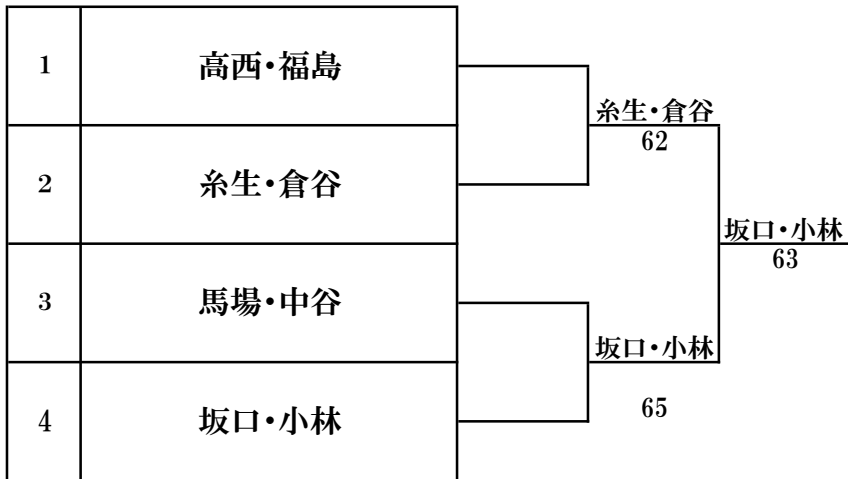 1 高西・福島
2 糸生・倉谷
3 馬場・中谷
4 坂口・小林
糸生・倉谷
62
坂口・小林
65
坂口・小林
63